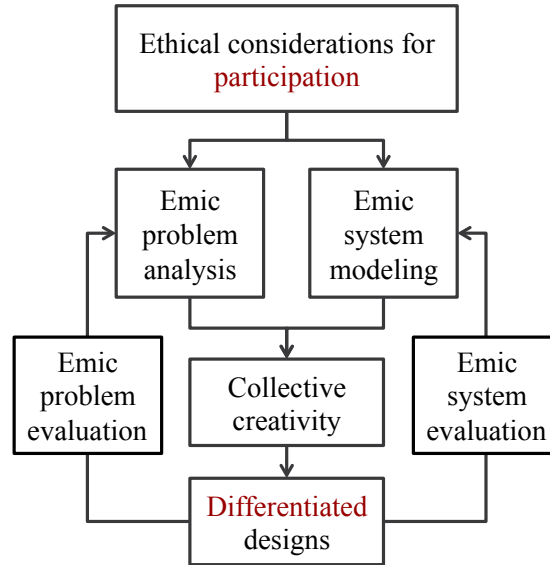 Ethical considerations for
participation
Emic
problem
analysis
Emic
system
modeling
Emic
problem
evaluation
Collective
creativity
Emic
system
evaluation
Differentiated
designs